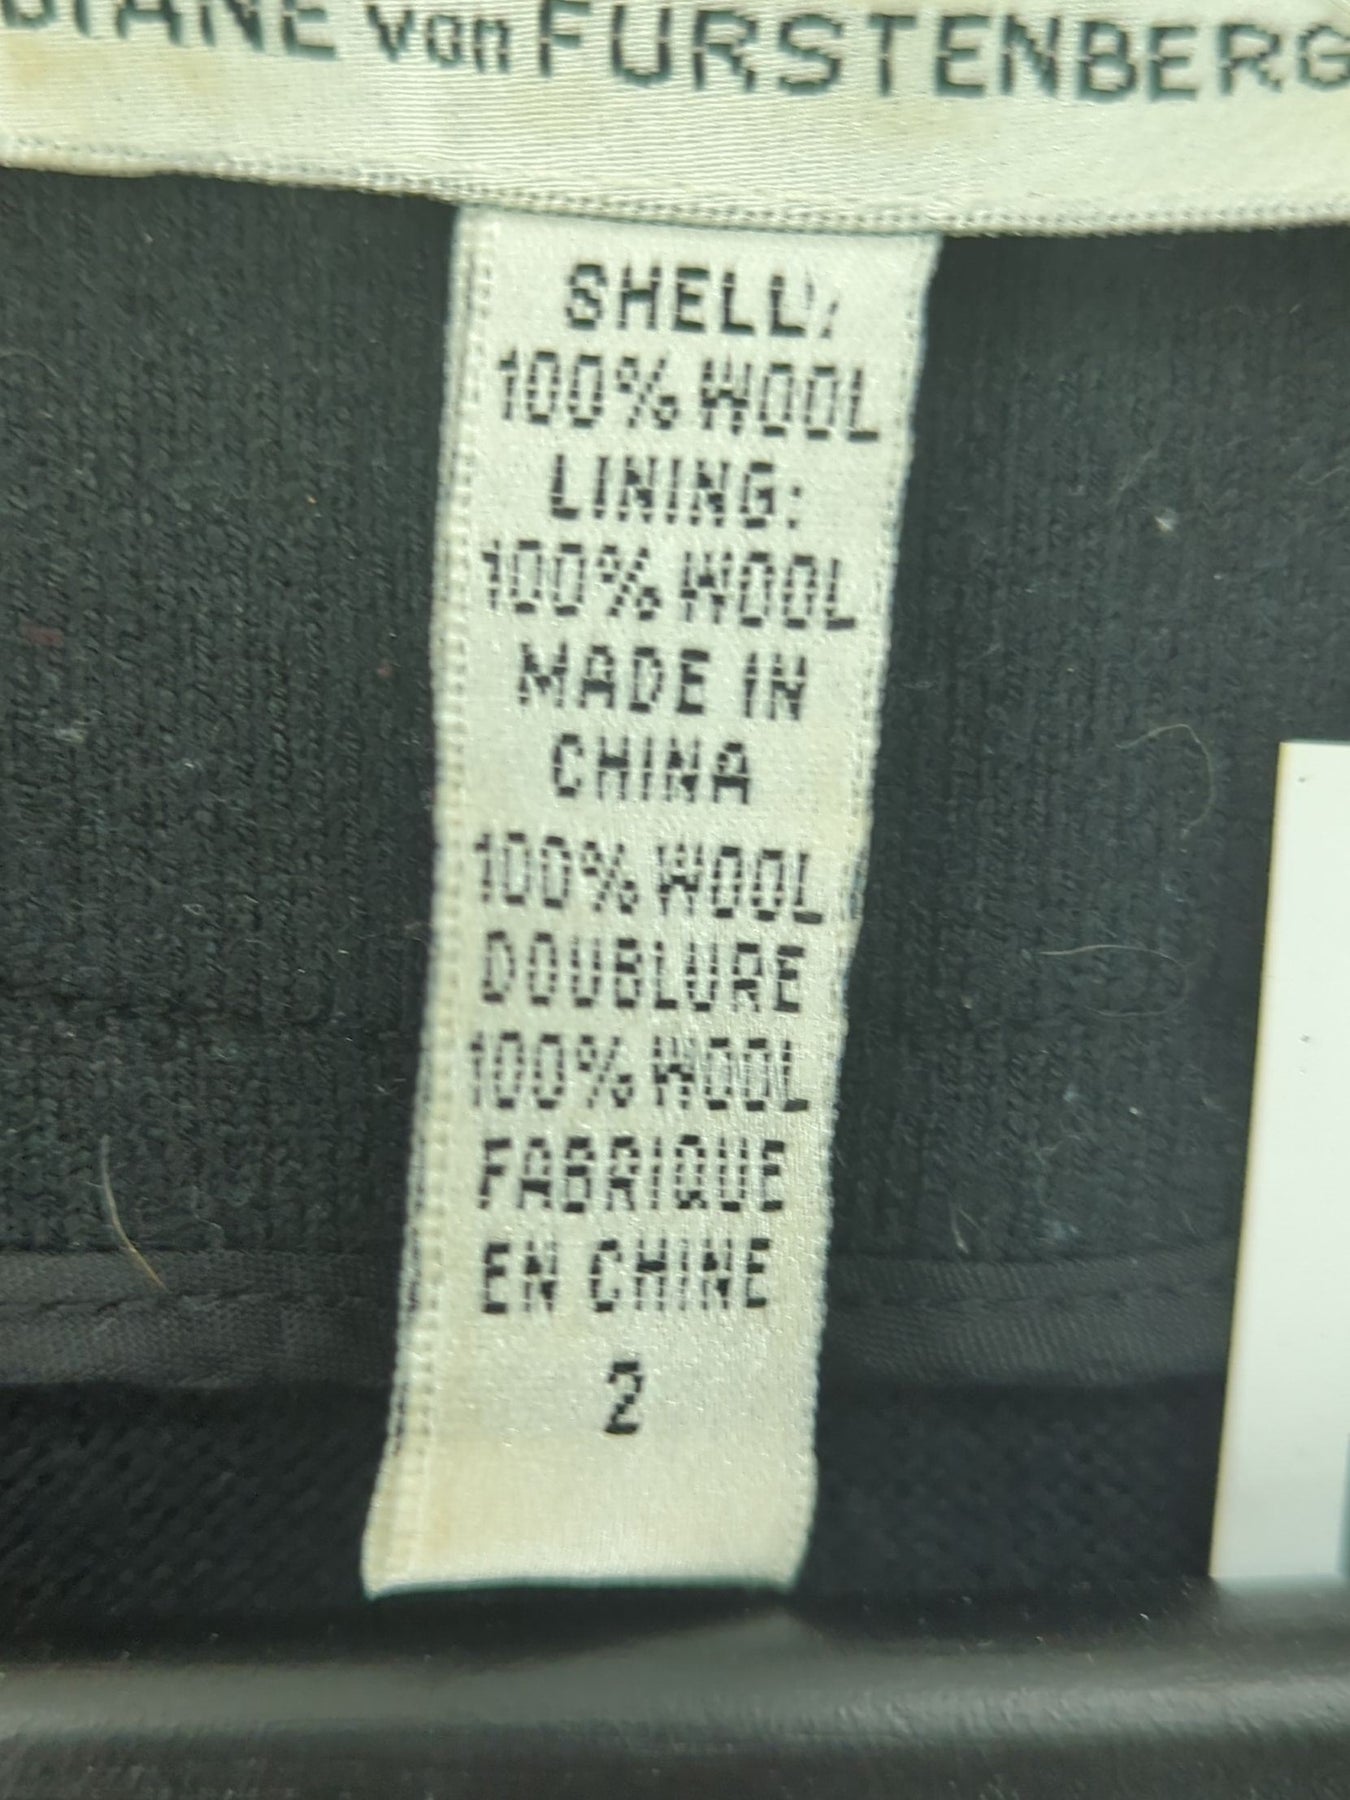 DIANE von FURSTENBERG
SHELL:
100% WOOL
LINING:
100% WOOL
MADE IN
CHINA
100% WOOL
DOUBLURE
100% WOOL
FABRIQUE
EN CHINE
2